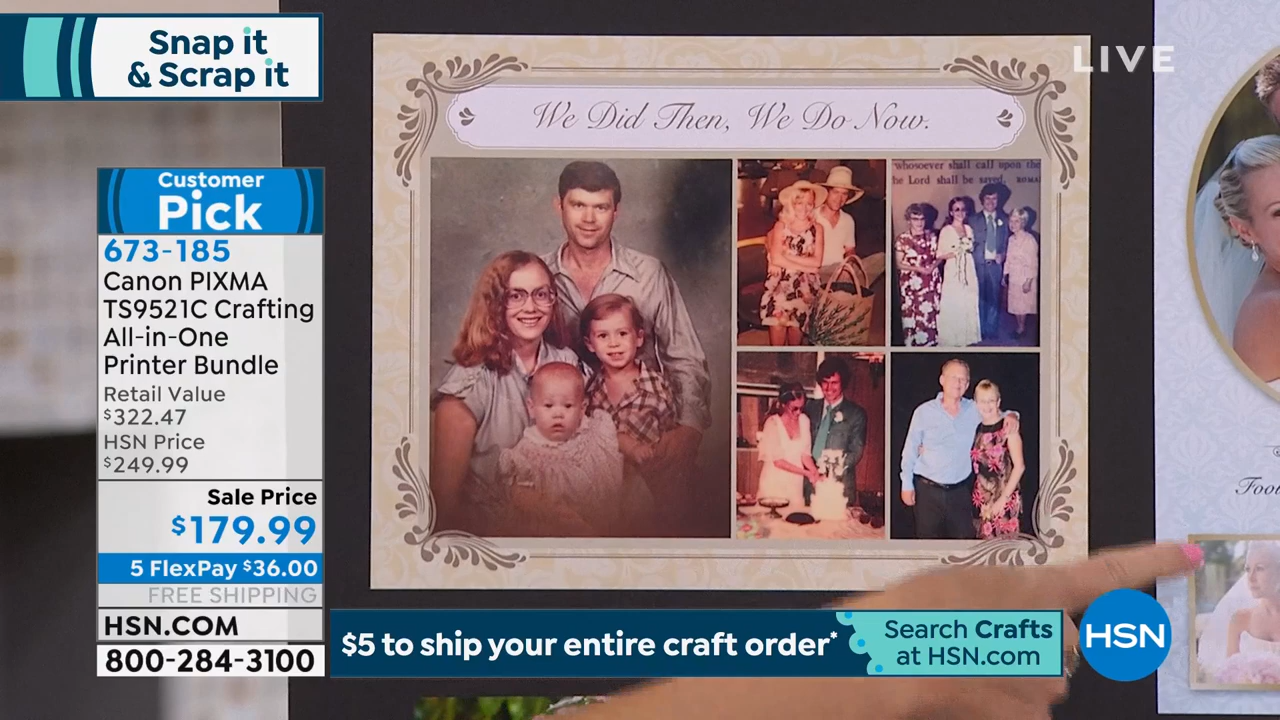 Snap it
& Scrap it
LIVE
We Did Then, We Do Now.
whosoever shall call upon the
he Lord shall be saved. ROMA
Customer
Pick
673-185
Canon PIXMA
TS9521C Crafting
All-in-One
Printer Bundle
Retail Value
$322.47
HSN Price
$249.99
Sale Price
$179.99
5 FlexPay $36.00
FREE SHIPPING
HSN.COM
800-284-3100
$5 to ship your entire craft order*
Search Crafts
at HSN.com
HSN